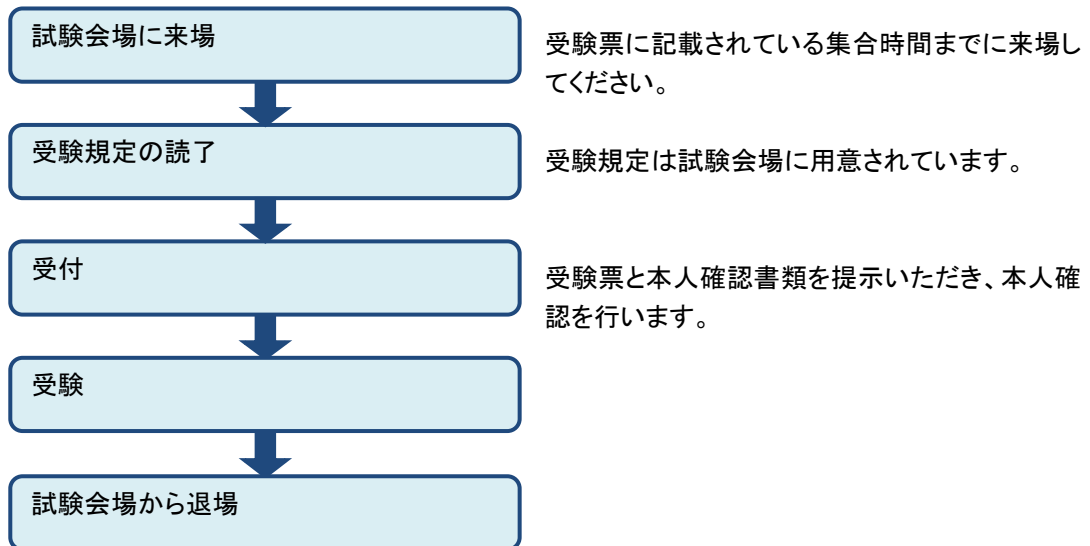 試験会場に来場
受験票に記載されている集合時間までに来場し
てください。
受験規定の読了
受験規定は試験会場に用意されています。
受付
受験票と本人確認書類を提示いただき、本人確
認を行います。
受験
試験会場から退場